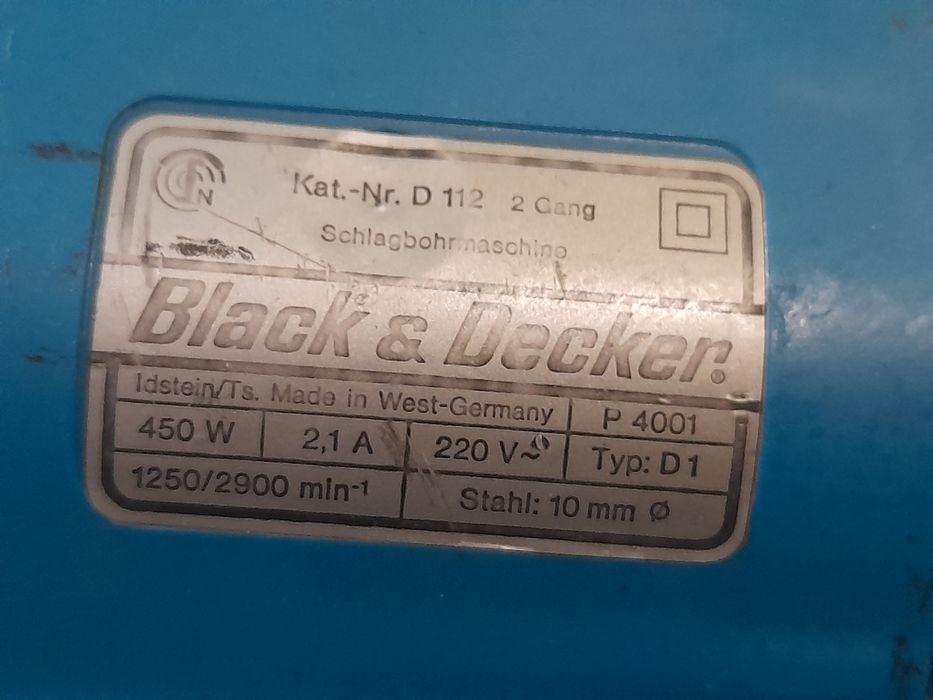 N
Kat.-Nr. D 112 2 Gang
Schlagbohrmaschine
Black & Decker®
Idstein/Ts. Made in West-Germany P 4001
450 W 2,1 A 220 V~ Typ: D1
1250/2900 min-1 Stahl: 10 mm Ø